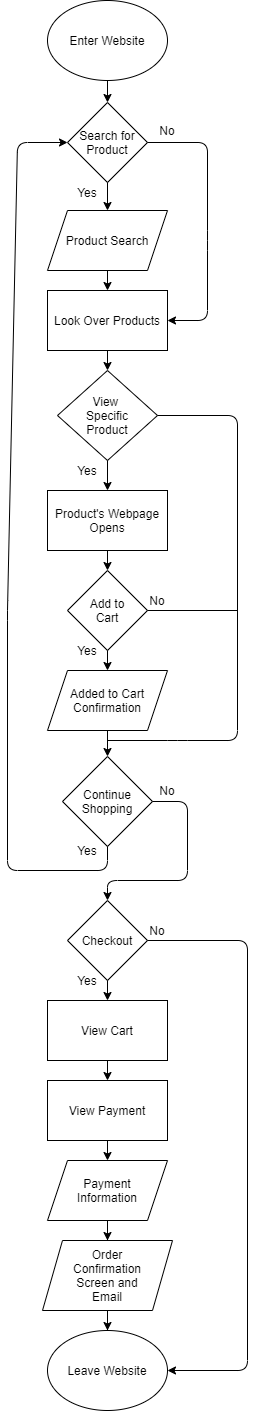 Enter Website
Search for
Product
No
Yes
Product Search
Look Over Products
View
Specific
Product
Yes
Product's Webpage
Opens
Add to
Cart
No
Yes
Added to Cart
Confirmation
Continue
Shopping
No
Yes
Checkout
No
Yes
View Cart
View Payment
Payment
Information
Order
Confirmation
Screen and
Email
Leave Website